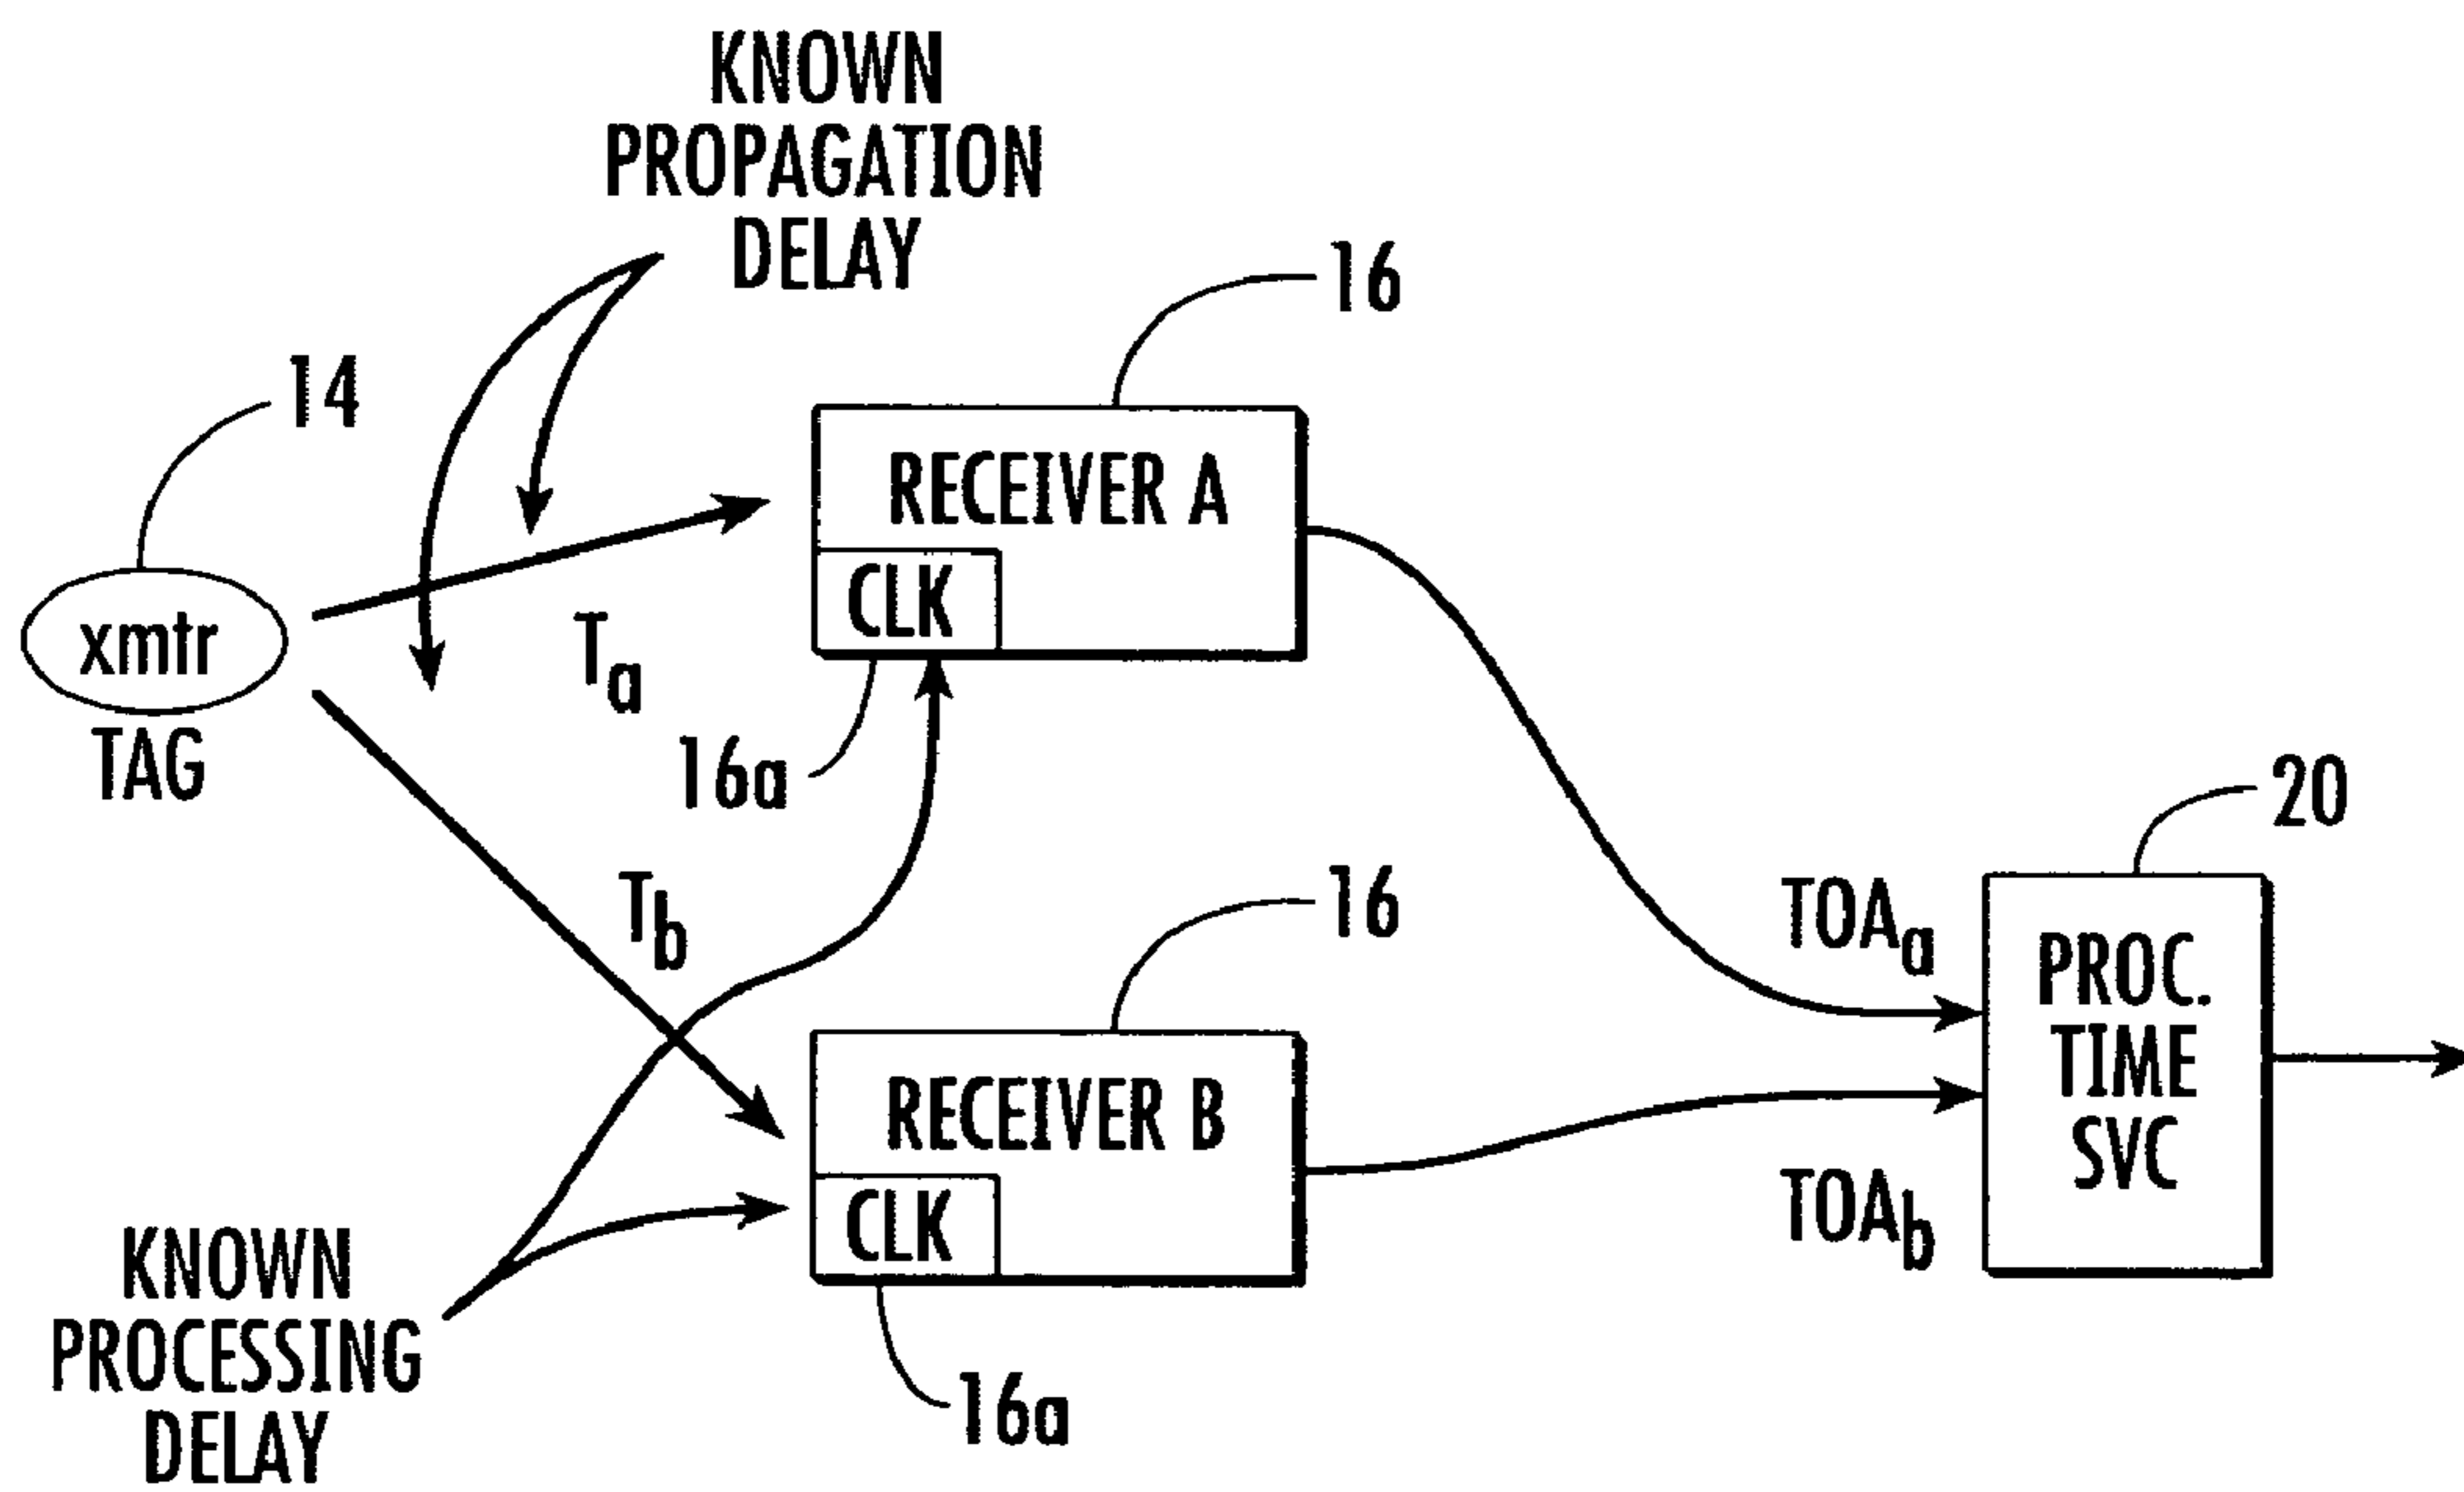 KNOWN
PROPAGATION
DELAY
16
14
RECEIVER A
CLK
xmtr
TAG
Ta
16a
20
Tb
16
TOAa
PROC.
TIME
SVC
RECEIVER B
CLK
TOAb
KNOWN
PROCESSING
DELAY
16a